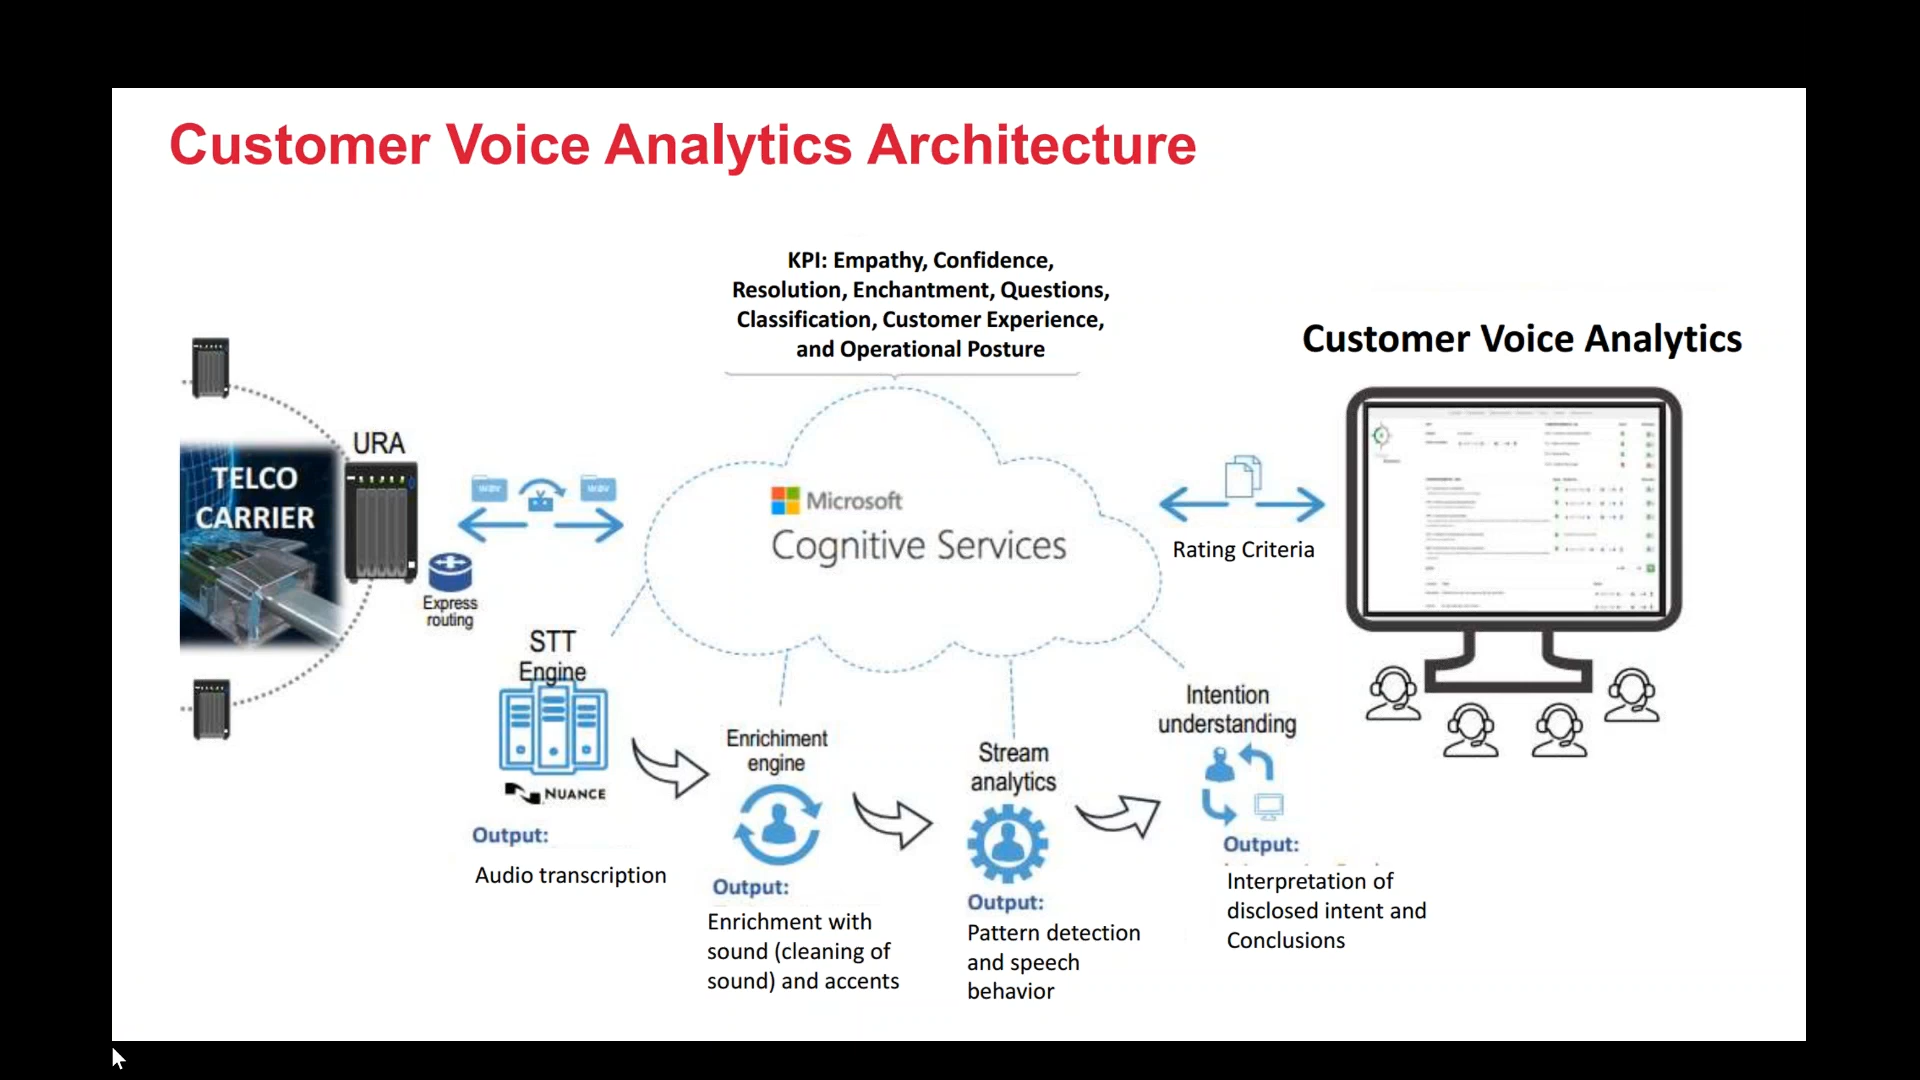 Customer Voice Analytics Architecture
KPI: Empathy, Confidence,
Resolution, Enchantment, Questions,
Classification, Customer Experience,
and Operational Posture
Customer Voice Analytics
URA
TELCO
CARRIER
wav
wav
Express
routing
Microsoft
Cognitive Services
Rating Criteria
STT
Engine
NUANCE
Output:
Audio transcription
Enrichiment
engine
Output:
Enrichment with
sound (cleaning of
sound) and accents
Stream
analytics
Output:
Pattern detection
and speech
behavior
Intention
understanding
Output:
Interpretation of
disclosed intent and
Conclusions